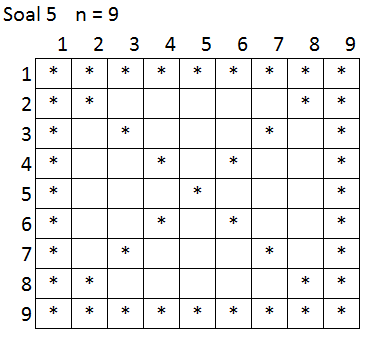 Soal 5 n = 9
1 2 3 4 5 6 7 8 9
1 * * * * * * * * *
2 * * * *
3 * * * *
4 * * * *
5 * * *
6 * * * *
7 * * * *
8 * * * *
9 * * * * * * * * *